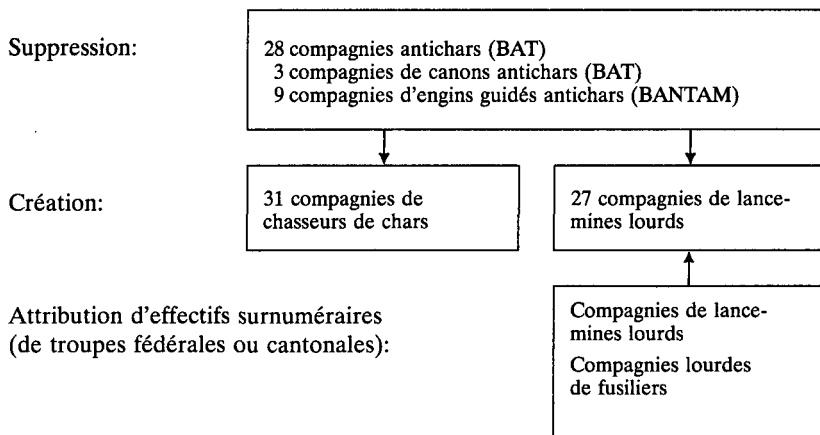 Suppression:
28 compagnies antichars (BAT)
3 compagnies de canons antichars (BAT)
9 compagnies d'engins guidés antichars (BANTAM)
Création:
31 compagnies de
chasseurs de chars
27 compagnies de lance-
mines lourds
Attribution d'effectifs surnuméraires
(de troupes fédérales ou cantonales):
Compagnies de lance-
mines lourds
Compagnies lourdes
de fusiliers